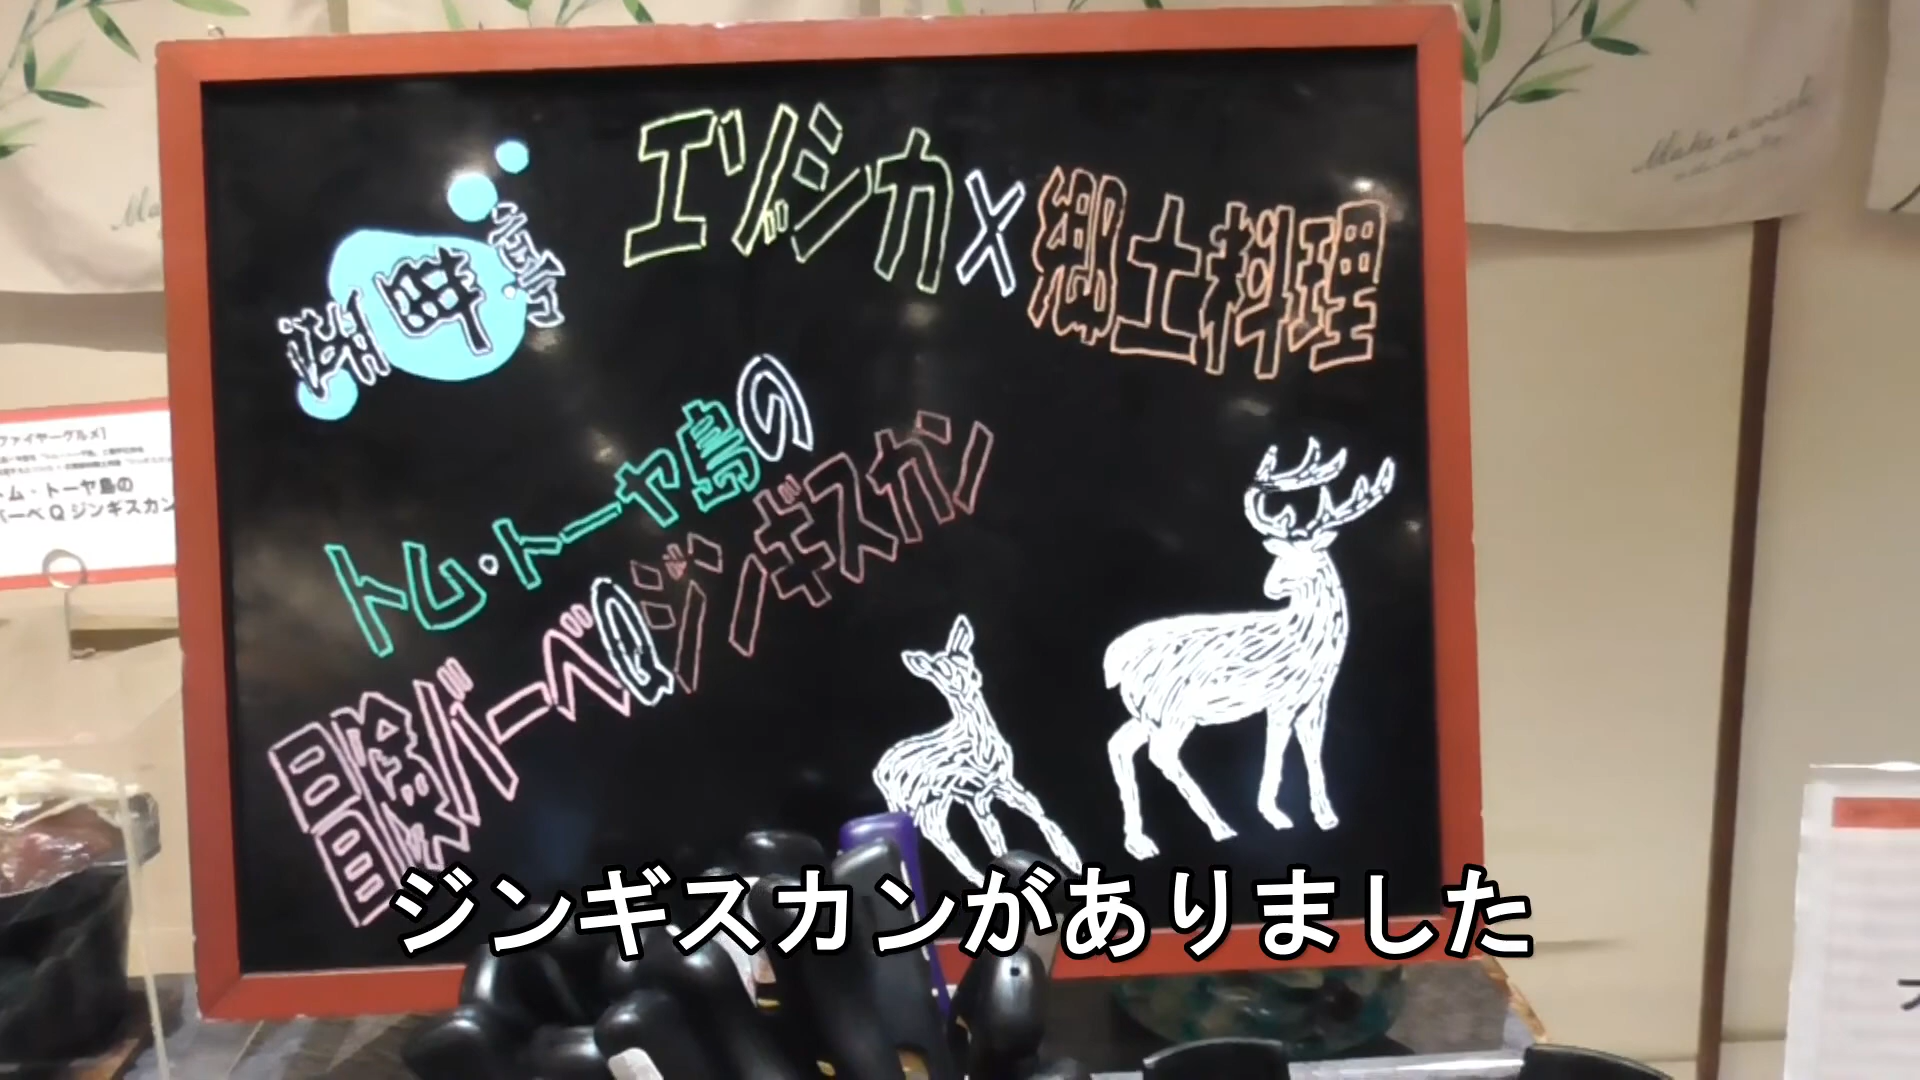 エゾシカ×郷土料理
湖畔亭
トム・トーヤ島の
冒険バーベQジンギスカン
ファイヤーグルメ】
トム・トーヤ島の
バーベQジンギスカン
Make a wish
ジンギスカンがありました